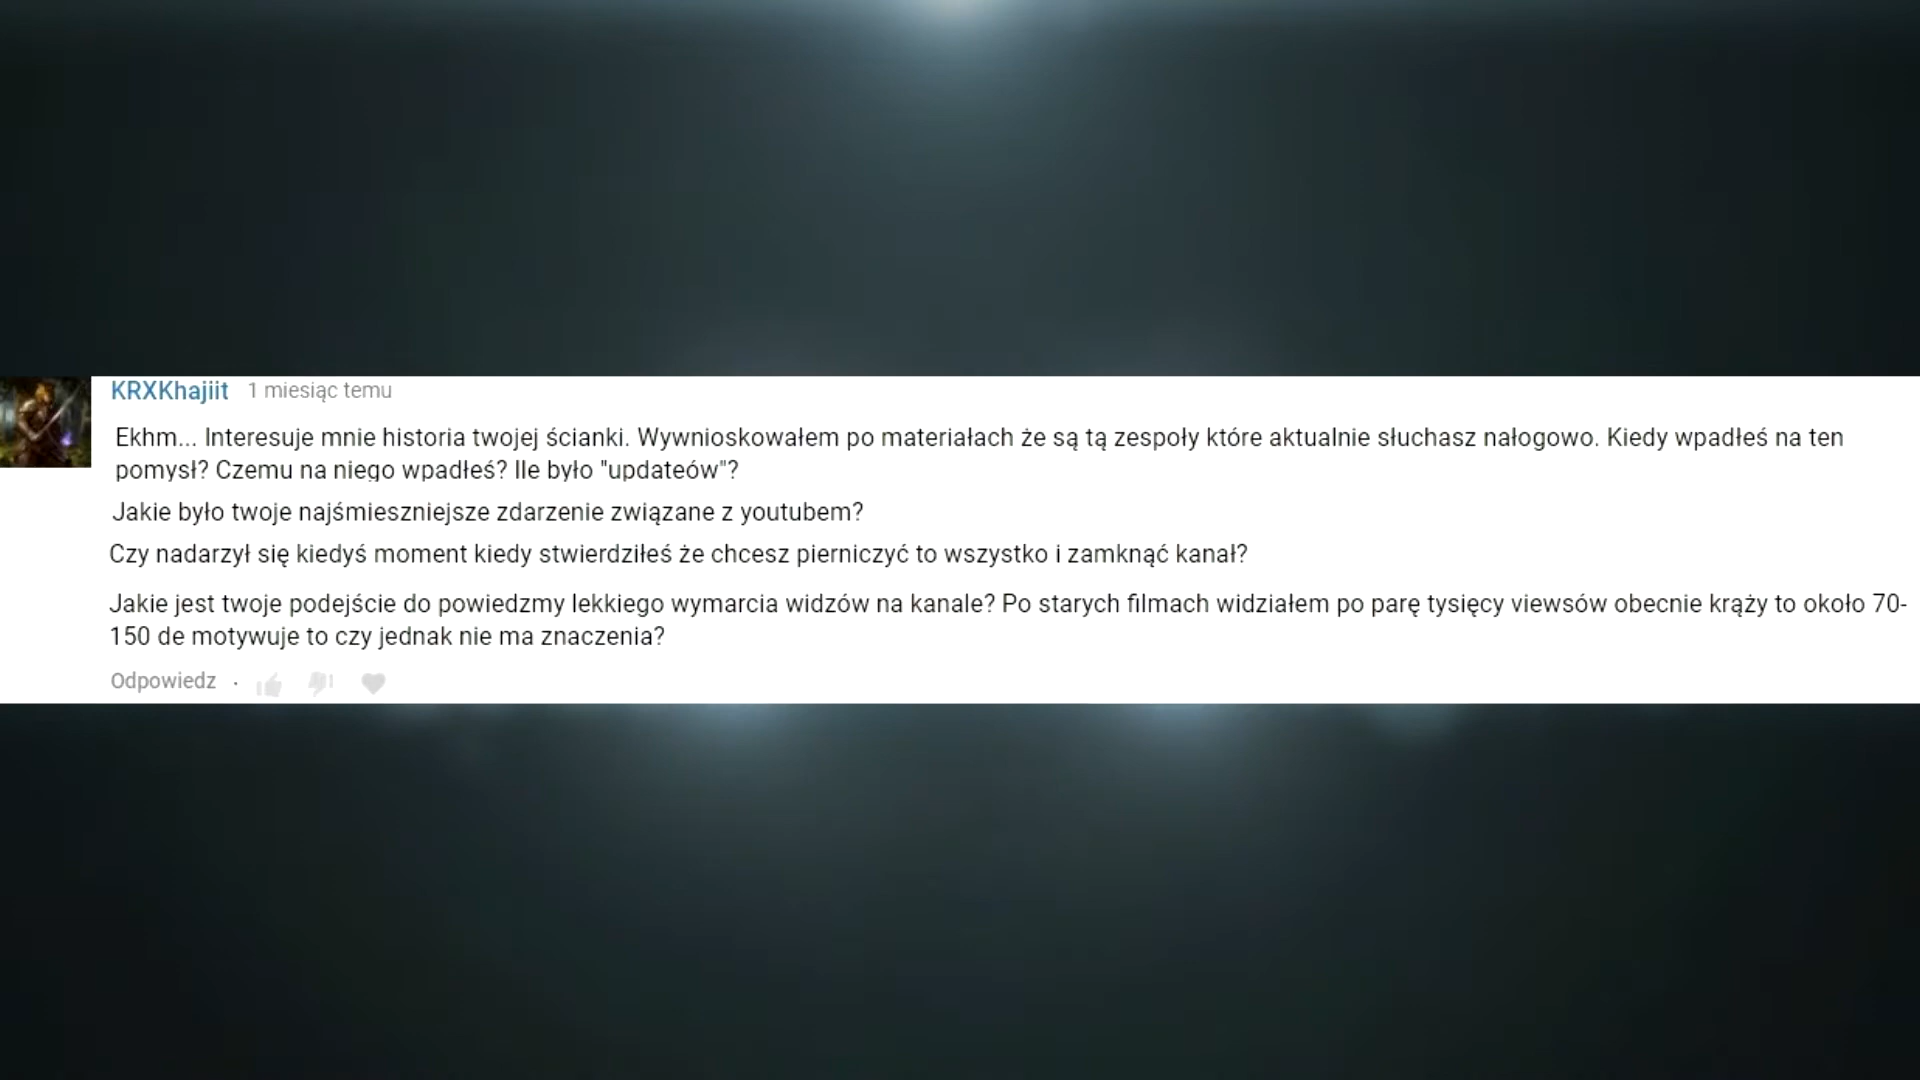 KRXKhajiit 1 miesiąc temu
Ekhm... Interesuje mnie historia twojej ścianki. Wywnioskowałem po materiałach że są tą zespoły które aktualnie słuchasz nałogowo. Kiedy wpadłeś na ten
pomysł? Czemu na niego wpadłeś? Ile było "updateów"?
Jakie było twoje najśmieszniejsze zdarzenie związane z youtubem?
Czy nadarzył się kiedyś moment kiedy stwierdziłeś że chcesz pierniczyć to wszystko i zamknąć kanał?
Jakie jest twoje podejście do powiedzmy lekkiego wymarcia widzów na kanale? Po starych filmach widziałem po parę tysięcy viewsów obecnie krąży to około 70-
150 de motywuje to czy jednak nie ma znaczenia?
Odpowiedz ·